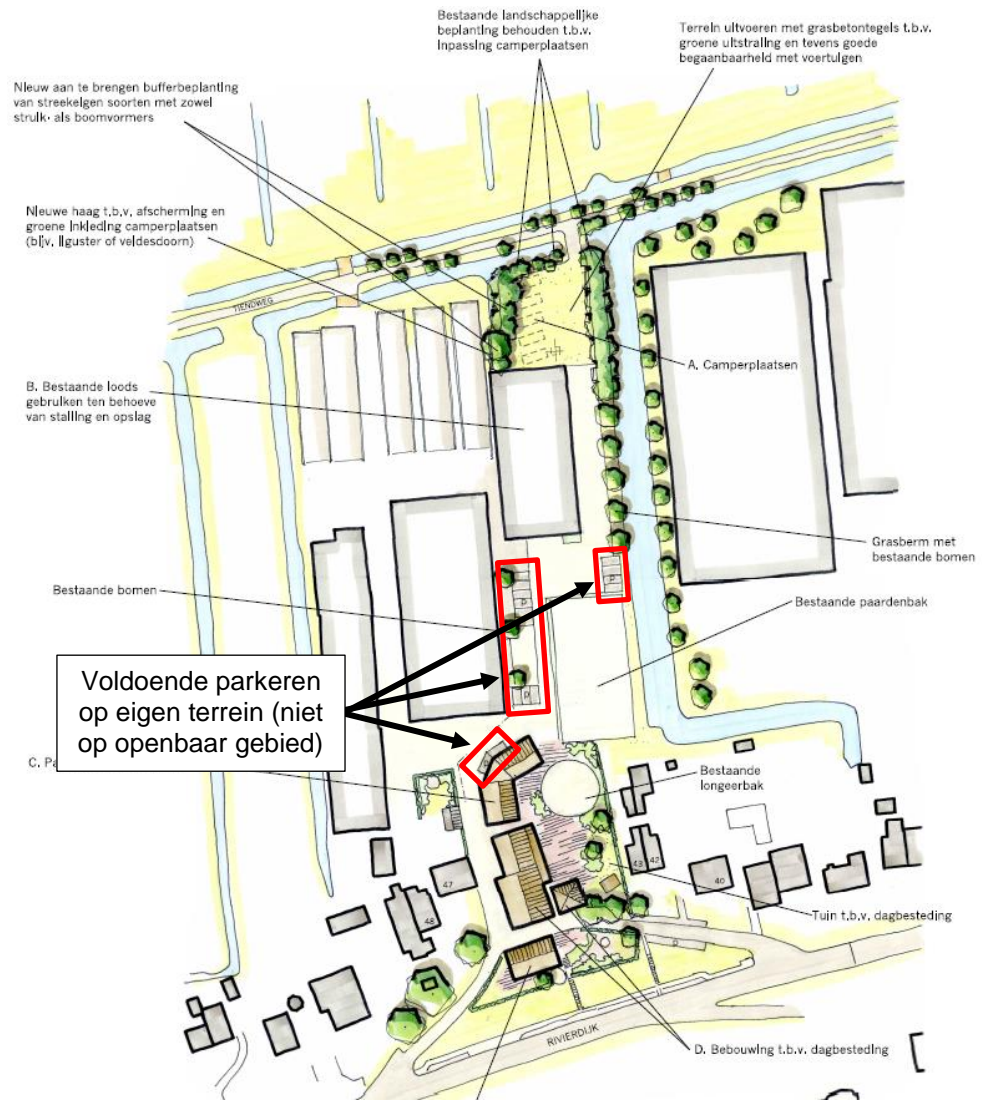 Bestaande landschappelijke
beplanting behouden t.b.v.
Inpassing camperplaatsen
Terrein uitvoeren met grasbetontegels t.b.v.
groene uitstraling en tevens goede
begaanbaarheid met voertuigen
Nieuw aan te brengen bufferbeplanting
van streekeigen soorten met zowel
struik- als boomvormers
Nieuwe haag t.b.v. afscherming en
groene inkleding camperplaatsen
(bijv. liguster of veldesdoorn)
TIENDWEG
A. Camperplaatsen
B. Bestaande loods
gebruiken ten behoeve
van stalling en opslag
Grasberm met
bestaande bomen
P
P
Bestaande bomen
Bestaande paardenbak
Voldoende parkeren
op eigen terrein (niet
op openbaar gebied)
P
P
C. Pa
Bestaande
longeerbak
47
48
43
42
40
Tuin t.b.v. dagbesteding
P
RIVIERDIJK
D. Bebouwing t.b.v. dagbesteding